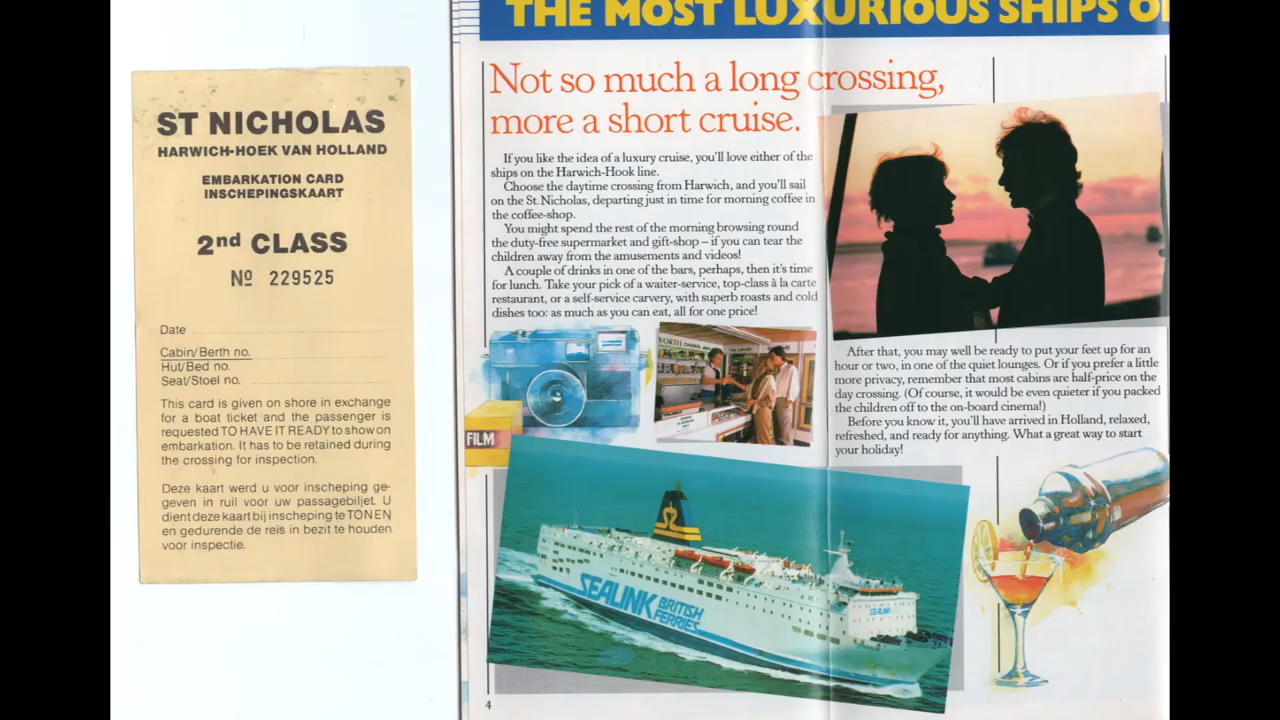 ST NICHOLAS
HARWICH-HOEK VAN HOLLAND
EMBARKATION CARD
INSCHEPINGSKAART
2nd CLASS
Nº 229525
Date
Cabin/Berth no.
Hut/Bed no.
Seat/Stoel no.
This card is given on shore in exchange
for a boat ticket and the passenger is
requested TO HAVE IT READY to show on
embarkation. It has to be retained during
the crossing for inspection.
Deze kaart werd u voor inscheping ge-
geven in ruil voor uw passagebiljet. U
dient deze kaart bij inscheping te TONEN
en gedurende de reis in bezit te houden
voor inspectie.
THE MOST LUXURIOUS SHIPS
Not so much a long crossing,
more a short cruise.
If you like the idea of a luxury cruise, you'll love either of the
ships on the Harwich-Hook line.
Choose the daytime crossing from Harwich, and you'll sail
on the St. Nicholas, departing just in time for morning coffee in
the coffee-shop.
You might spend the rest of the morning browsing round
the duty-free supermarket and gift-shop – if you can tear the
children away from the amusements and videos!
A couple of drinks in one of the bars, perhaps, then it's time
for lunch. Take your pick of a waiter-service, top-class à la carte
restaurant, or a self-service carvery, with superb roasts and cold
dishes too: as much as you can eat, all for one price!
FILM
After that, you may well be ready to put your feet up for an
hour or two, in one of the quiet lounges. Or if you prefer a little
more privacy, remember that most cabins are half-price on the
day crossing. (Of course, it would be even quieter if you packed
the children off to the on-board cinema!)
Before you know it, you'll have arrived in Holland, relaxed,
refreshed, and ready for anything. What a great way to start
your holiday!
SEALINK BRITISH
FERRIES
SEALINK
4